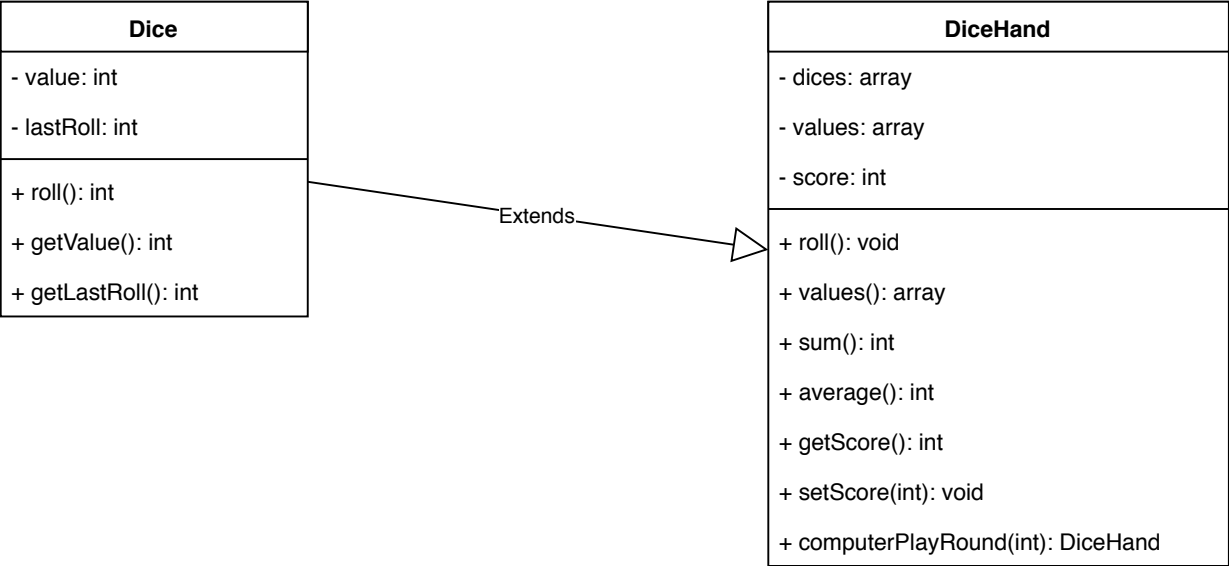 Dice
- value: int
- lastRoll: int
+ roll(): int
+ getValue(): int
+ getLastRoll(): int
Extends
DiceHand
- dices: array
- values: array
- score: int
+ roll(): void
+ values(): array
+ sum(): int
+ average(): int
+ getScore(): int
+ setScore(int): void
+ computerPlayRound(int): DiceHand